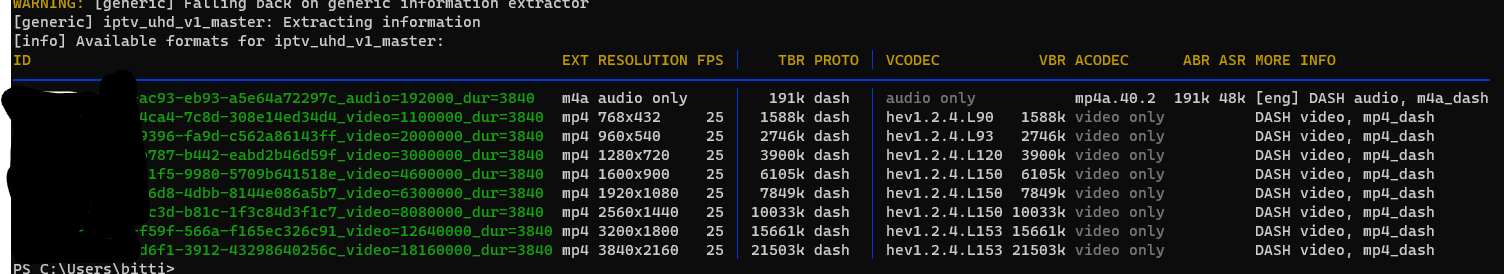 WARNING: [generic] Falling back on generic information extractor
[generic] iptv_uhd_v1_master: Extracting information
[info] Available formats for iptv_uhd_v1_master:
ID EXT RESOLUTION FPS │ TBR PROTO │ VCODEC VBR ACODEC ABR ASR MORE INFO
-ac93-eb93-a5e64a72297c_audio=192000_dur=3840 m4a audio only │ 191k dash │ audio only mp4a.40.2 191k 48k [eng] DASH audio, m4a_dash
4ca4-7c8d-308e14ed34d4_video=1100000_dur=3840 mp4 768x432 25 │ 1588k dash │ hev1.2.4.L90 1588k video only DASH video, mp4_dash
9396-fa9d-c562a86143ff_video=2000000_dur=3840 mp4 960x540 25 │ 2746k dash │ hev1.2.4.L93 2746k video only DASH video, mp4_dash
b787-b442-eabd2b46d59f_video=3000000_dur=3840 mp4 1280x720 25 │ 3900k dash │ hev1.2.4.L120 3900k video only DASH video, mp4_dash
1f5-9980-5709b641518e_video=4600000_dur=3840 mp4 1600x900 25 │ 6105k dash │ hev1.2.4.L150 6105k video only DASH video, mp4_dash
6d8-4dbb-8144e086a5b7_video=6300000_dur=3840 mp4 1920x1080 25 │ 7849k dash │ hev1.2.4.L150 7849k video only DASH video, mp4_dash
c3d-b81c-1f3c84d3f1c7_video=8080000_dur=3840 mp4 2560x1440 25 │ 10033k dash │ hev1.2.4.L150 10033k video only DASH video, mp4_dash
f59f-566a-f165ec326c91_video=12640000_dur=3840 mp4 3200x1800 25 │ 15661k dash │ hev1.2.4.L153 15661k video only DASH video, mp4_dash
d6f1-3912-43298640256c_video=18160000_dur=3840 mp4 3840x2160 25 │ 21503k dash │ hev1.2.4.L153 21503k video only DASH video, mp4_dash
PS C:\Users\bitti>